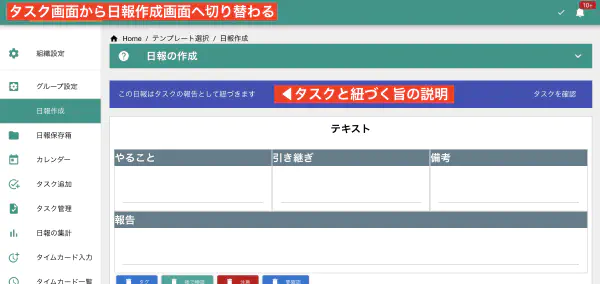 タスク画面から日報作成画面へ切り替わる
10+
組織設定
Home / テンプレート選択 / 日報作成
日報の作成
グループ設定
この日報はタスクの報告として紐づきます
◀タスクと紐づく旨の説明
タスクを確認
日報作成
テキスト
日報保存箱
やること
引き継ぎ
備考
カレンダー
タスク追加
タスク管理
報告
日報の集計
タイムカード入力
タイムカード一覧
タグ